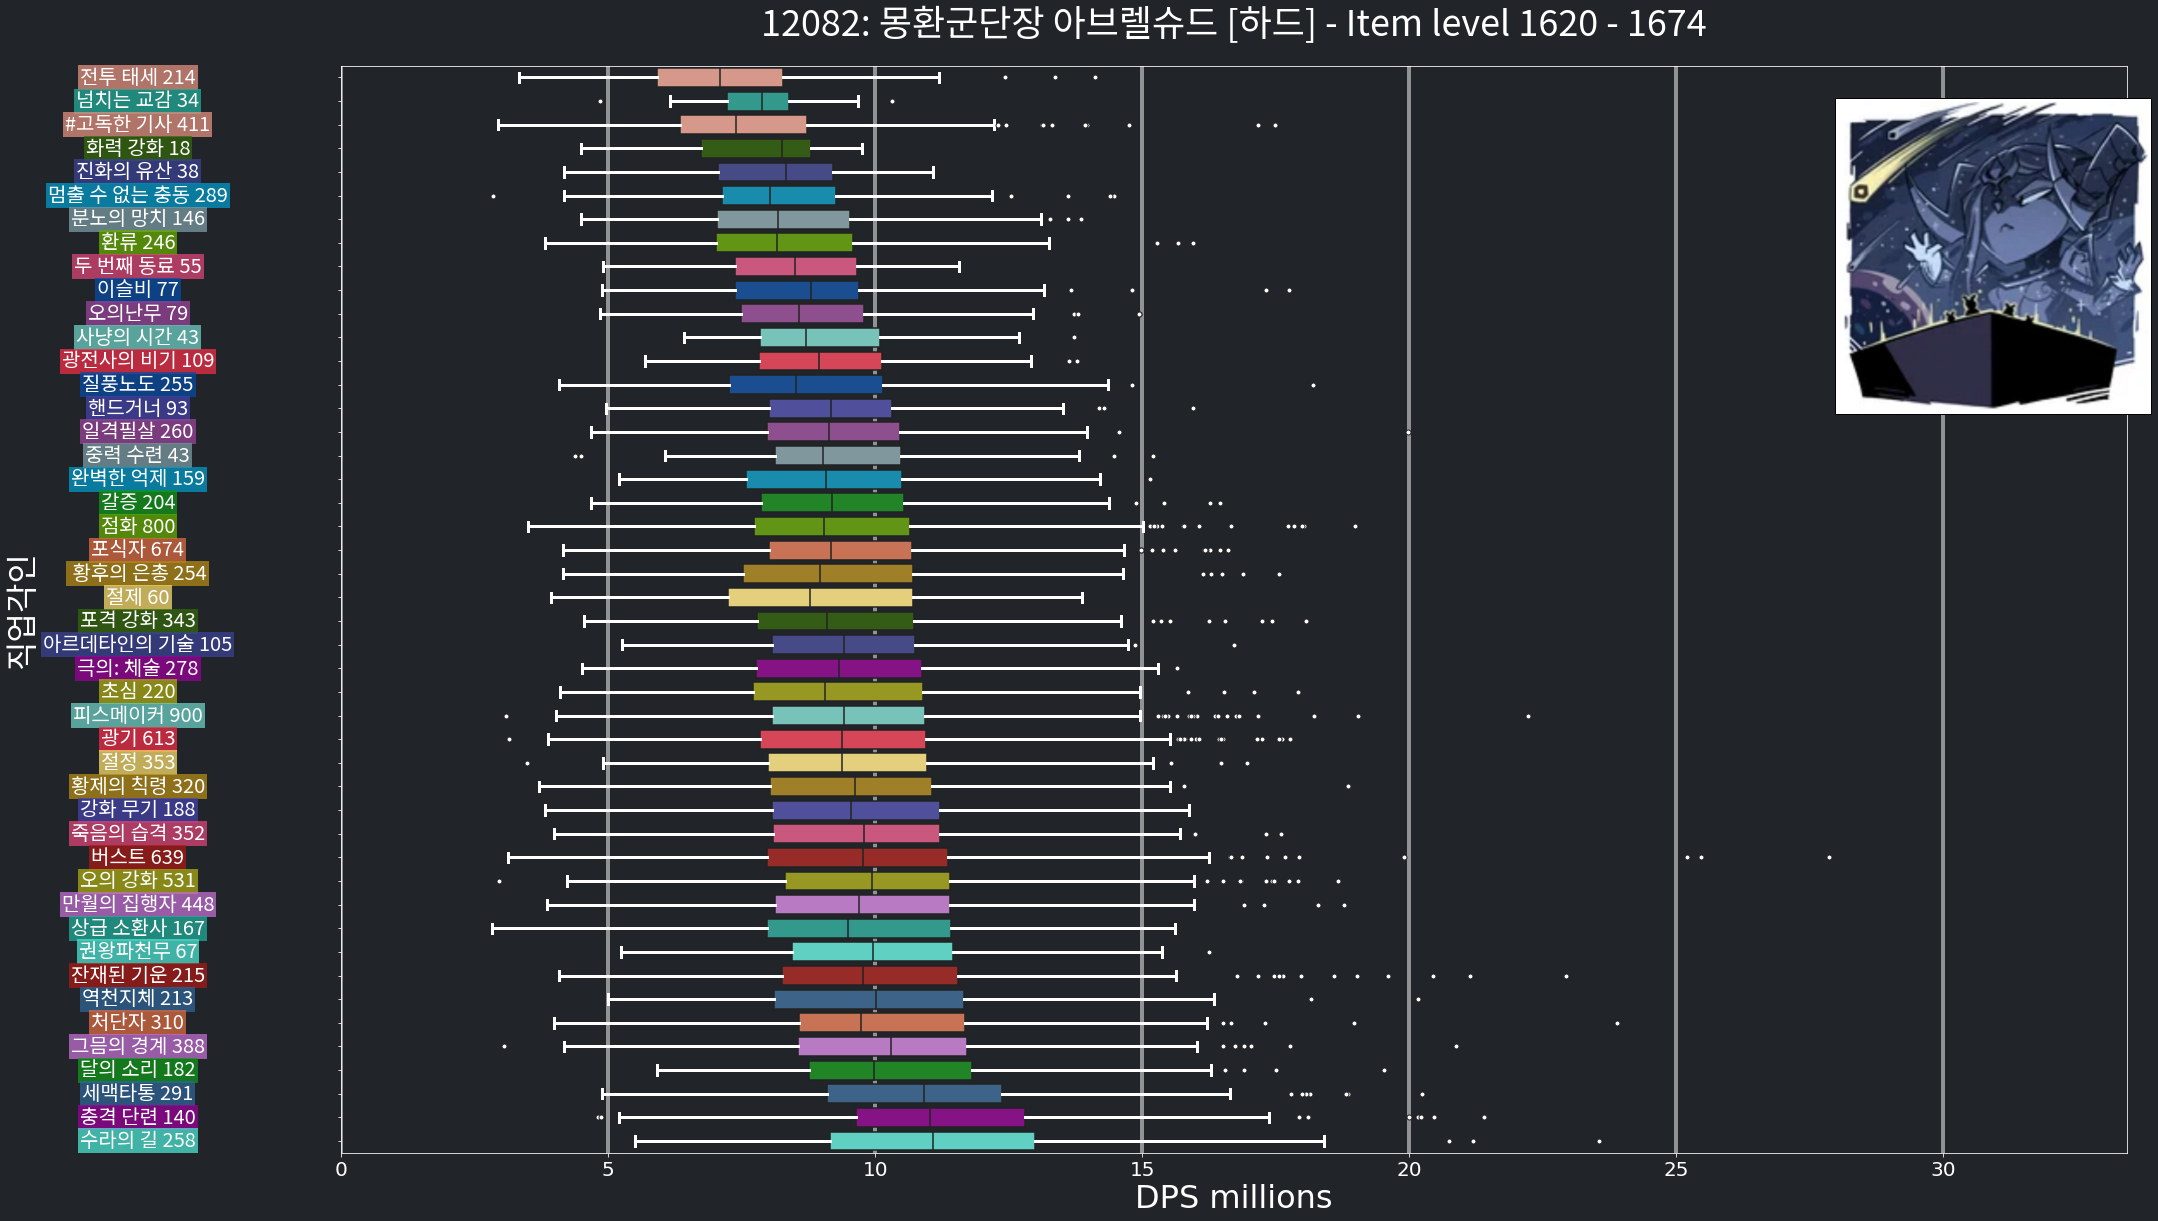 12082: 몽환군단장 아브렐슈드 [하드] - Item level 1620 - 1674
전투 태세 214
넘치는 교감 34
#고독한 기사 411
화력 강화 18
진화의 유산 38
멈출 수 없는 충동 289
분노의 망치 146
환류 246
두 번째 동료 55
이슬비 77
오의난무 79
사냥의 시간 43
광전사의 비기 109
질풍노도 255
핸드거너 93
일격필살 260
중력 수련 43
완벽한 억제 159
갈증 204
점화 800
포식자 674
황후의 은총 254
절제 60
포격 강화 343
아르데타인의 기술 105
극의: 체술 278
초심 220
피스메이커 900
광기 613
절정 353
황제의 칙령 320
강화 무기 188
죽음의 습격 352
버스트 639
오의 강화 531
만월의 집행자 448
상급 소환사 167
권왕파천무 67
잔재된 기운 215
역천지체 213
처단자 310
그믐의 경계 388
달의 소리 182
세맥타통 291
충격 단련 140
수라의 길 258
직업각인
0 5 10 15 20 25 30
DPS millions